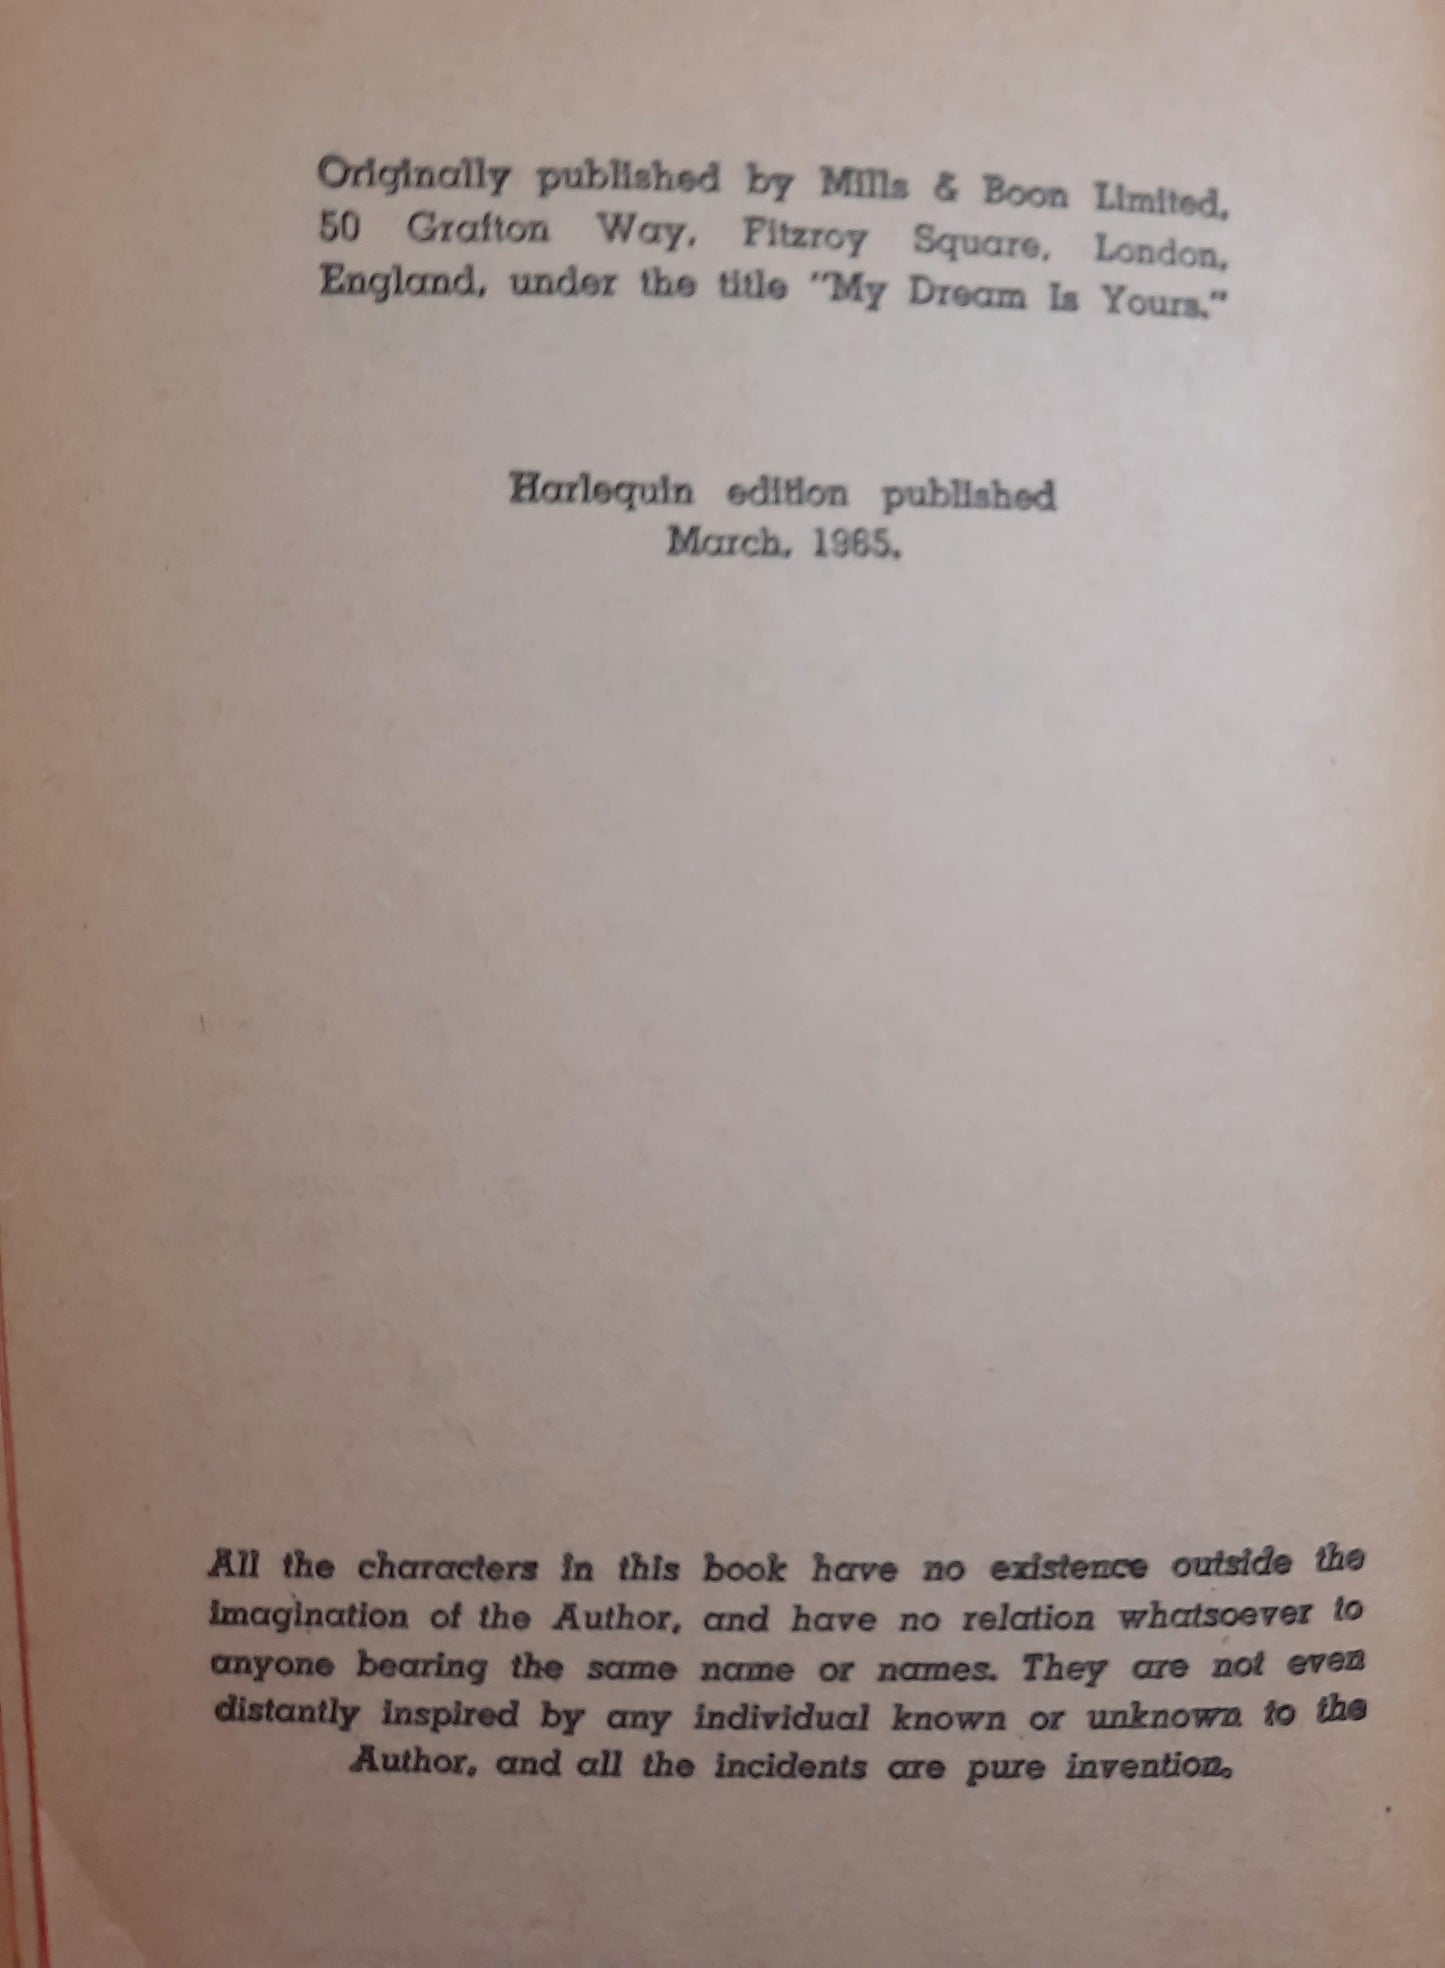 Originally published by Mills & Boon Limited,
50 Grafton Way, Fitzroy Square, London,
England, under the title "My Dream Is Yours."
Harlequin edition published
March, 1965.
All the characters in this book have no existence outside the
imagination of the Author, and have no relation whatsoever to
anyone bearing the same name or names. They are not even
distantly inspired by any individual known or unknown to the
Author, and all the incidents are pure invention.